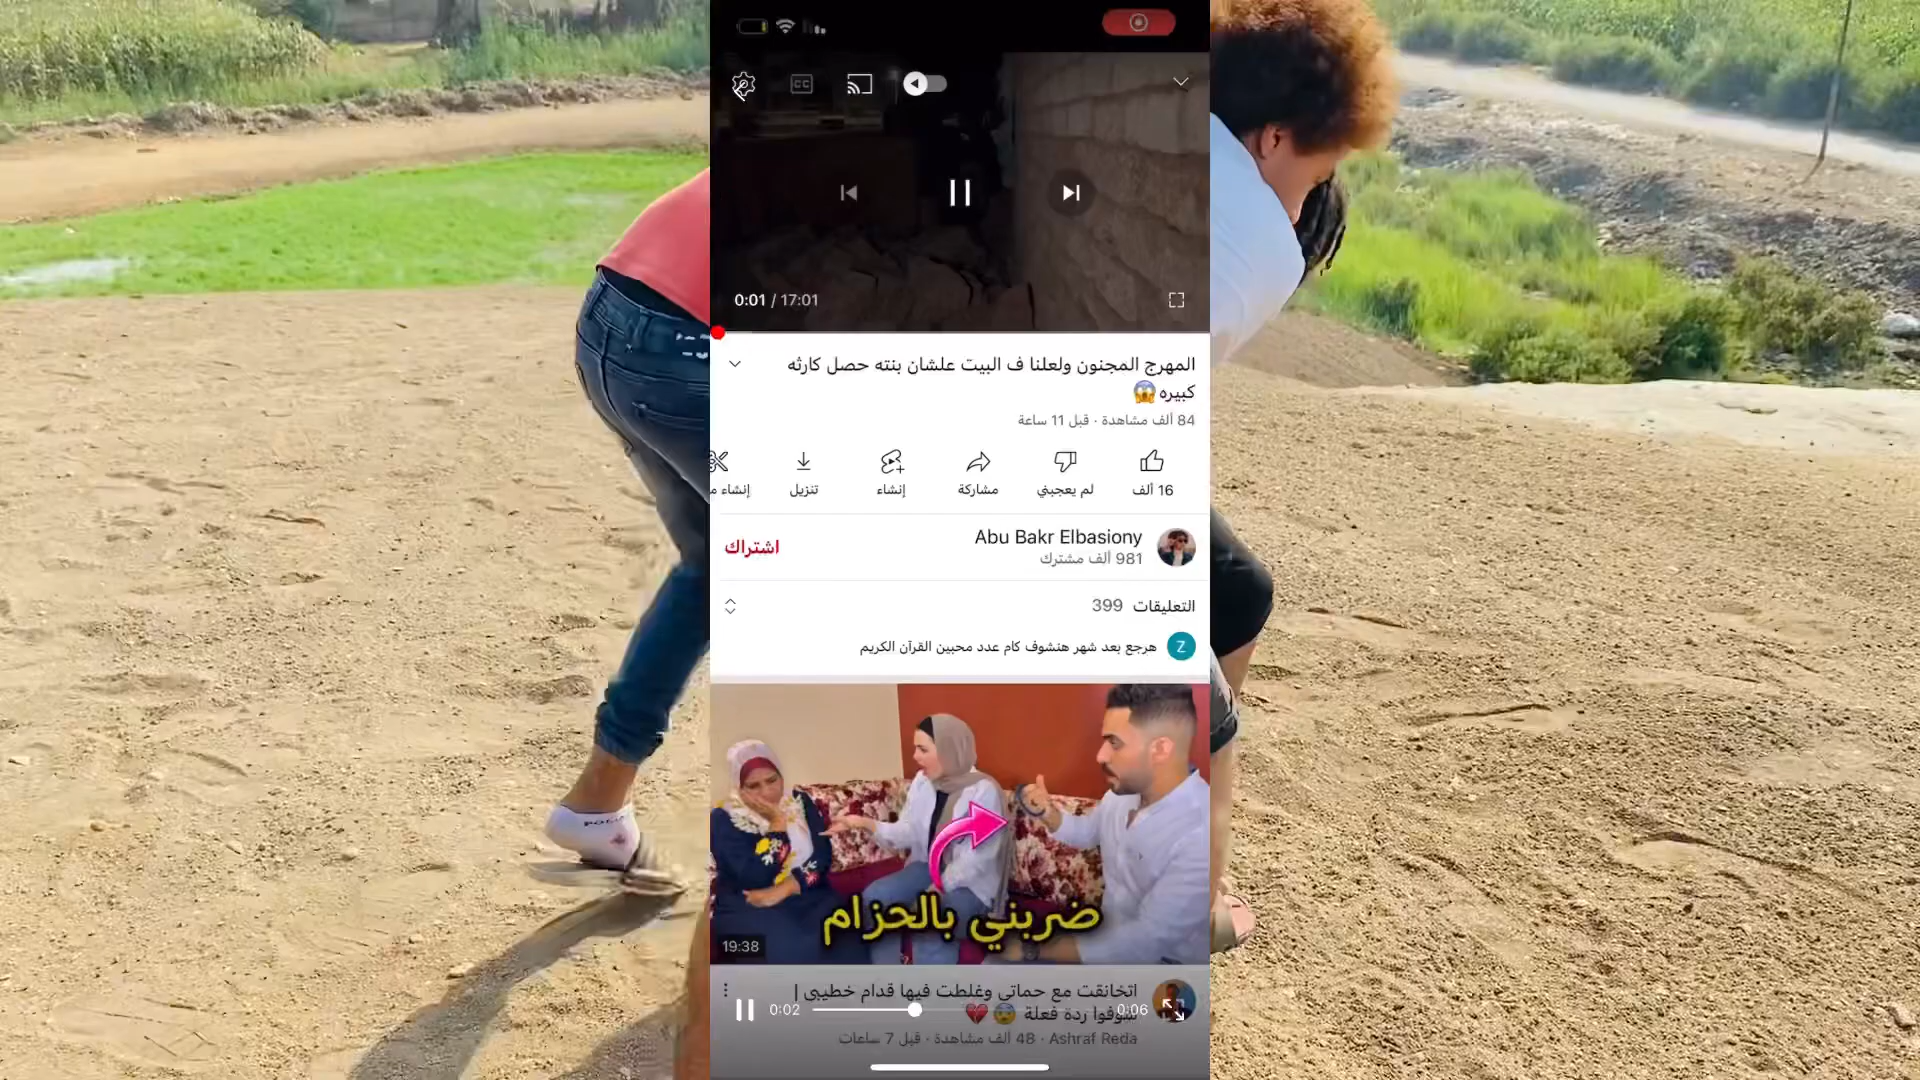 CC
0:01 / 17:01
المهرج المجنون ولعلنا ف البيت علشان بنته حصل كارثه
كبيره 😱
84 ألف مشاهدة · قبل 11 ساعة
16 ألف
لم يعجبني
مشاركة
إنشاء
تنزيل
إنشاء م
Abu Bakr Elbasiony
981 ألف مشترك
اشتراك
التعليقات 399
Z
هرجع بعد شهر هنشوف كام عدد محبين القرآن الكريم
ضربني بالحزام
19:38
اتخانقت مع حماتي وغلطت فيها قدام خطيبي |
شوفوا ردة فعلة 😨 💔
0:02
0:06
Ashraf Reda · 48 ألف مشاهدة · قبل 7 ساعات